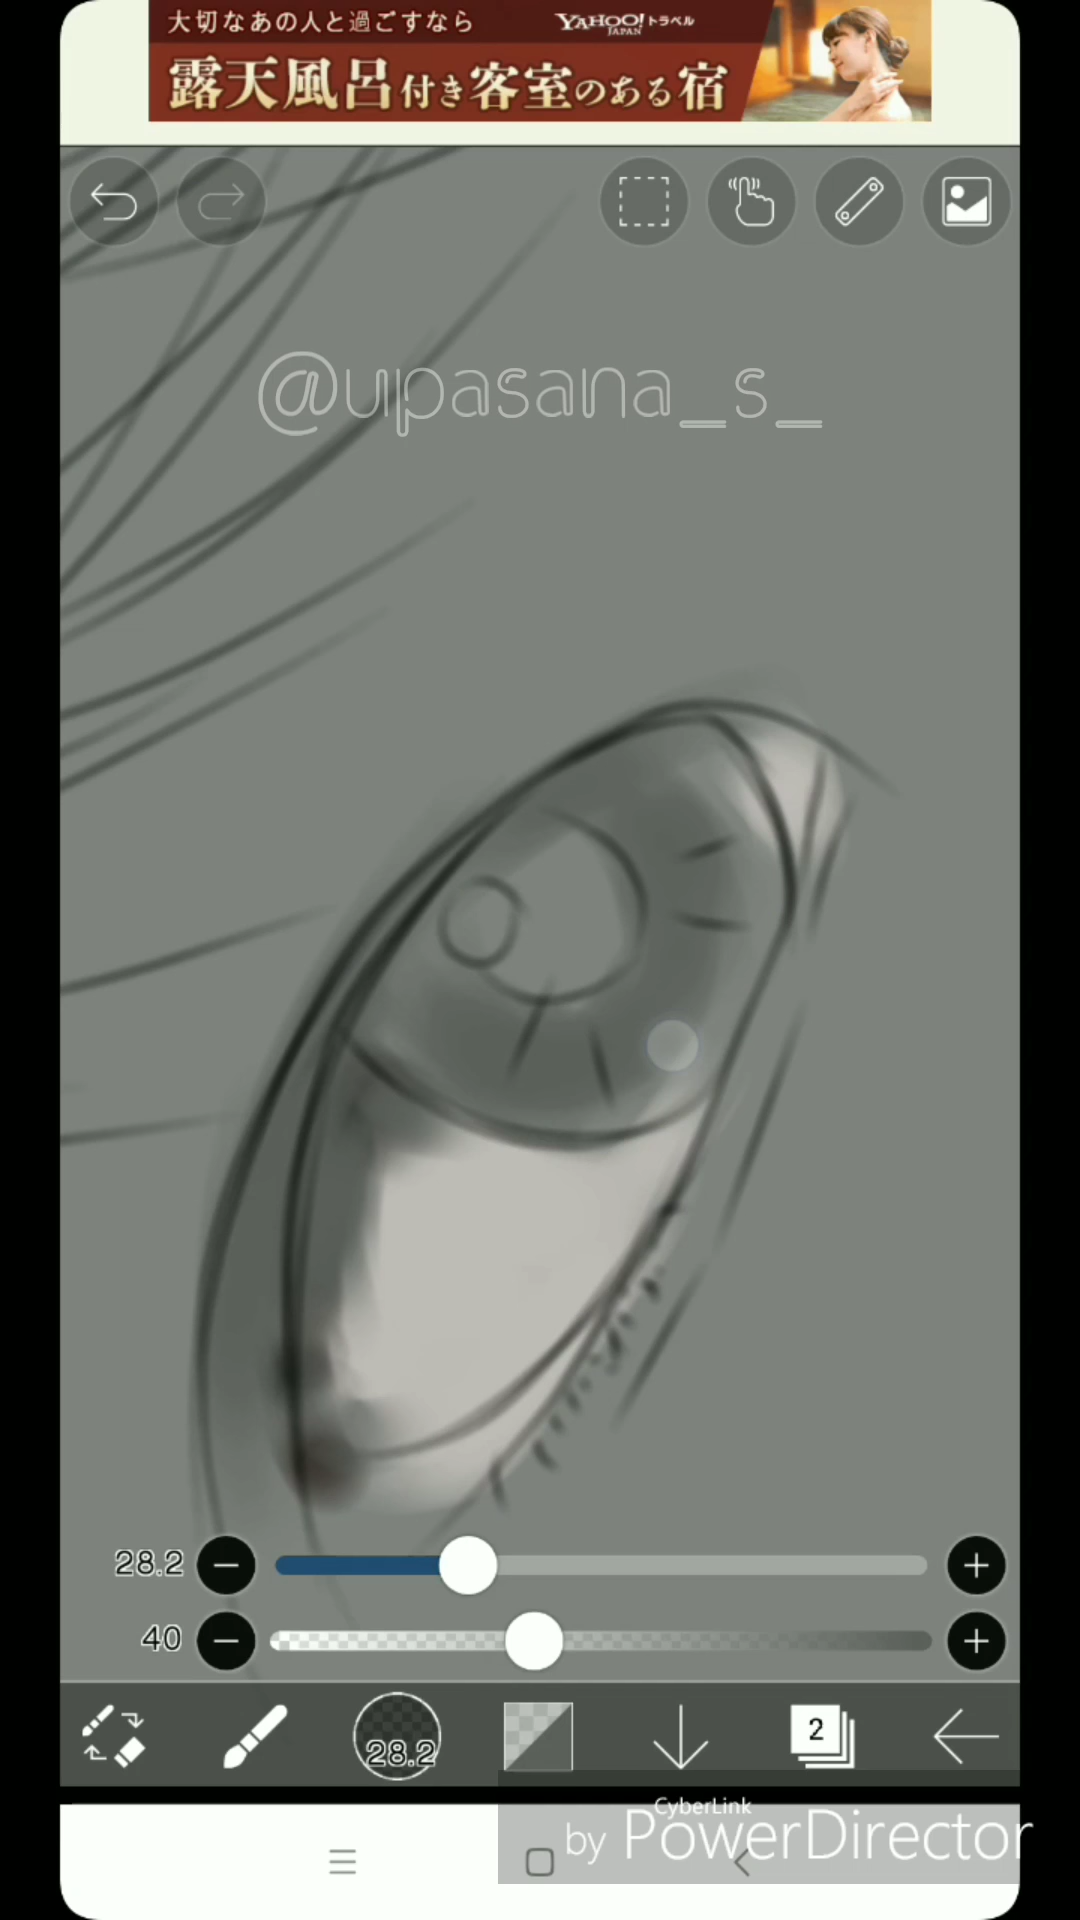 大切なあの人と過ごすなら
YAHOO!トラベル
JAPAN
露天風呂付き客室のある宿
@upasana_s_
28.2
40
28.2
2
CyberLink
by PowerDirector